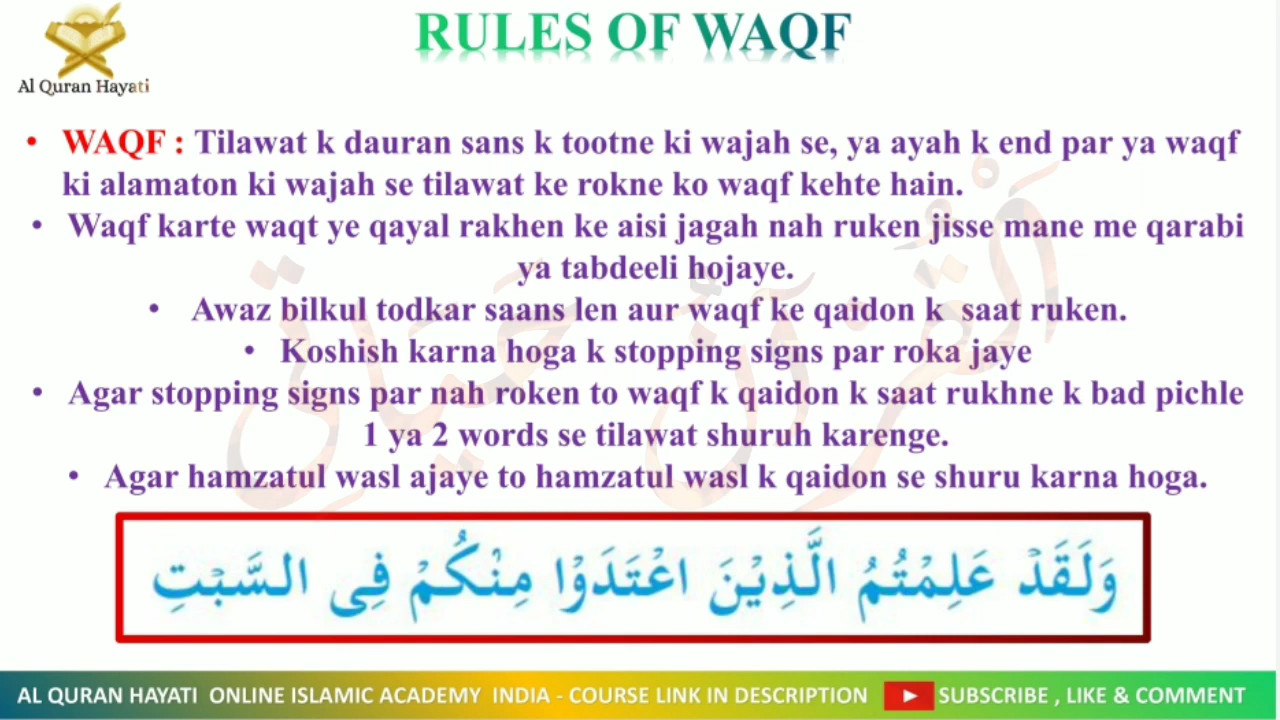 RULES OF WAQF
Al Quran Hayati
• WAQF : Tilawat k dauran sans k tootne ki wajah se, ya ayah k end par ya waqf
ki alamaton ki wajah se tilawat ke rokne ko waqf kehte hain.
• Waqf karte waqt ye qayal rakhen ke aisi jagah nah ruken jisse mane me qarabi
ya tabdeeli hojaye.
• Awaz bilkul todkar saans len aur waqf ke qaidon k saat ruken.
• Koshish karna hoga k stopping signs par roka jaye
• Agar stopping signs par nah roken to waqf k qaidon k saat rukhne k bad pichle
1 ya 2 words se tilawat shuruh karenge.
• Agar hamzatul wasl ajaye to hamzatul wasl k qaidon se shuru karna hoga.
اَلْقُرْآنُ حَيَاتِي
وَلَقَدْ عَلِمْتُمُ الَّذِيْنَ اعْتَدَوْا مِنْكُمْ فِى السَّبْتِ
AL QURAN HAYATI ONLINE ISLAMIC ACADEMY INDIA - COURSE LINK IN DESCRIPTION SUBSCRIBE , LIKE & COMMENT